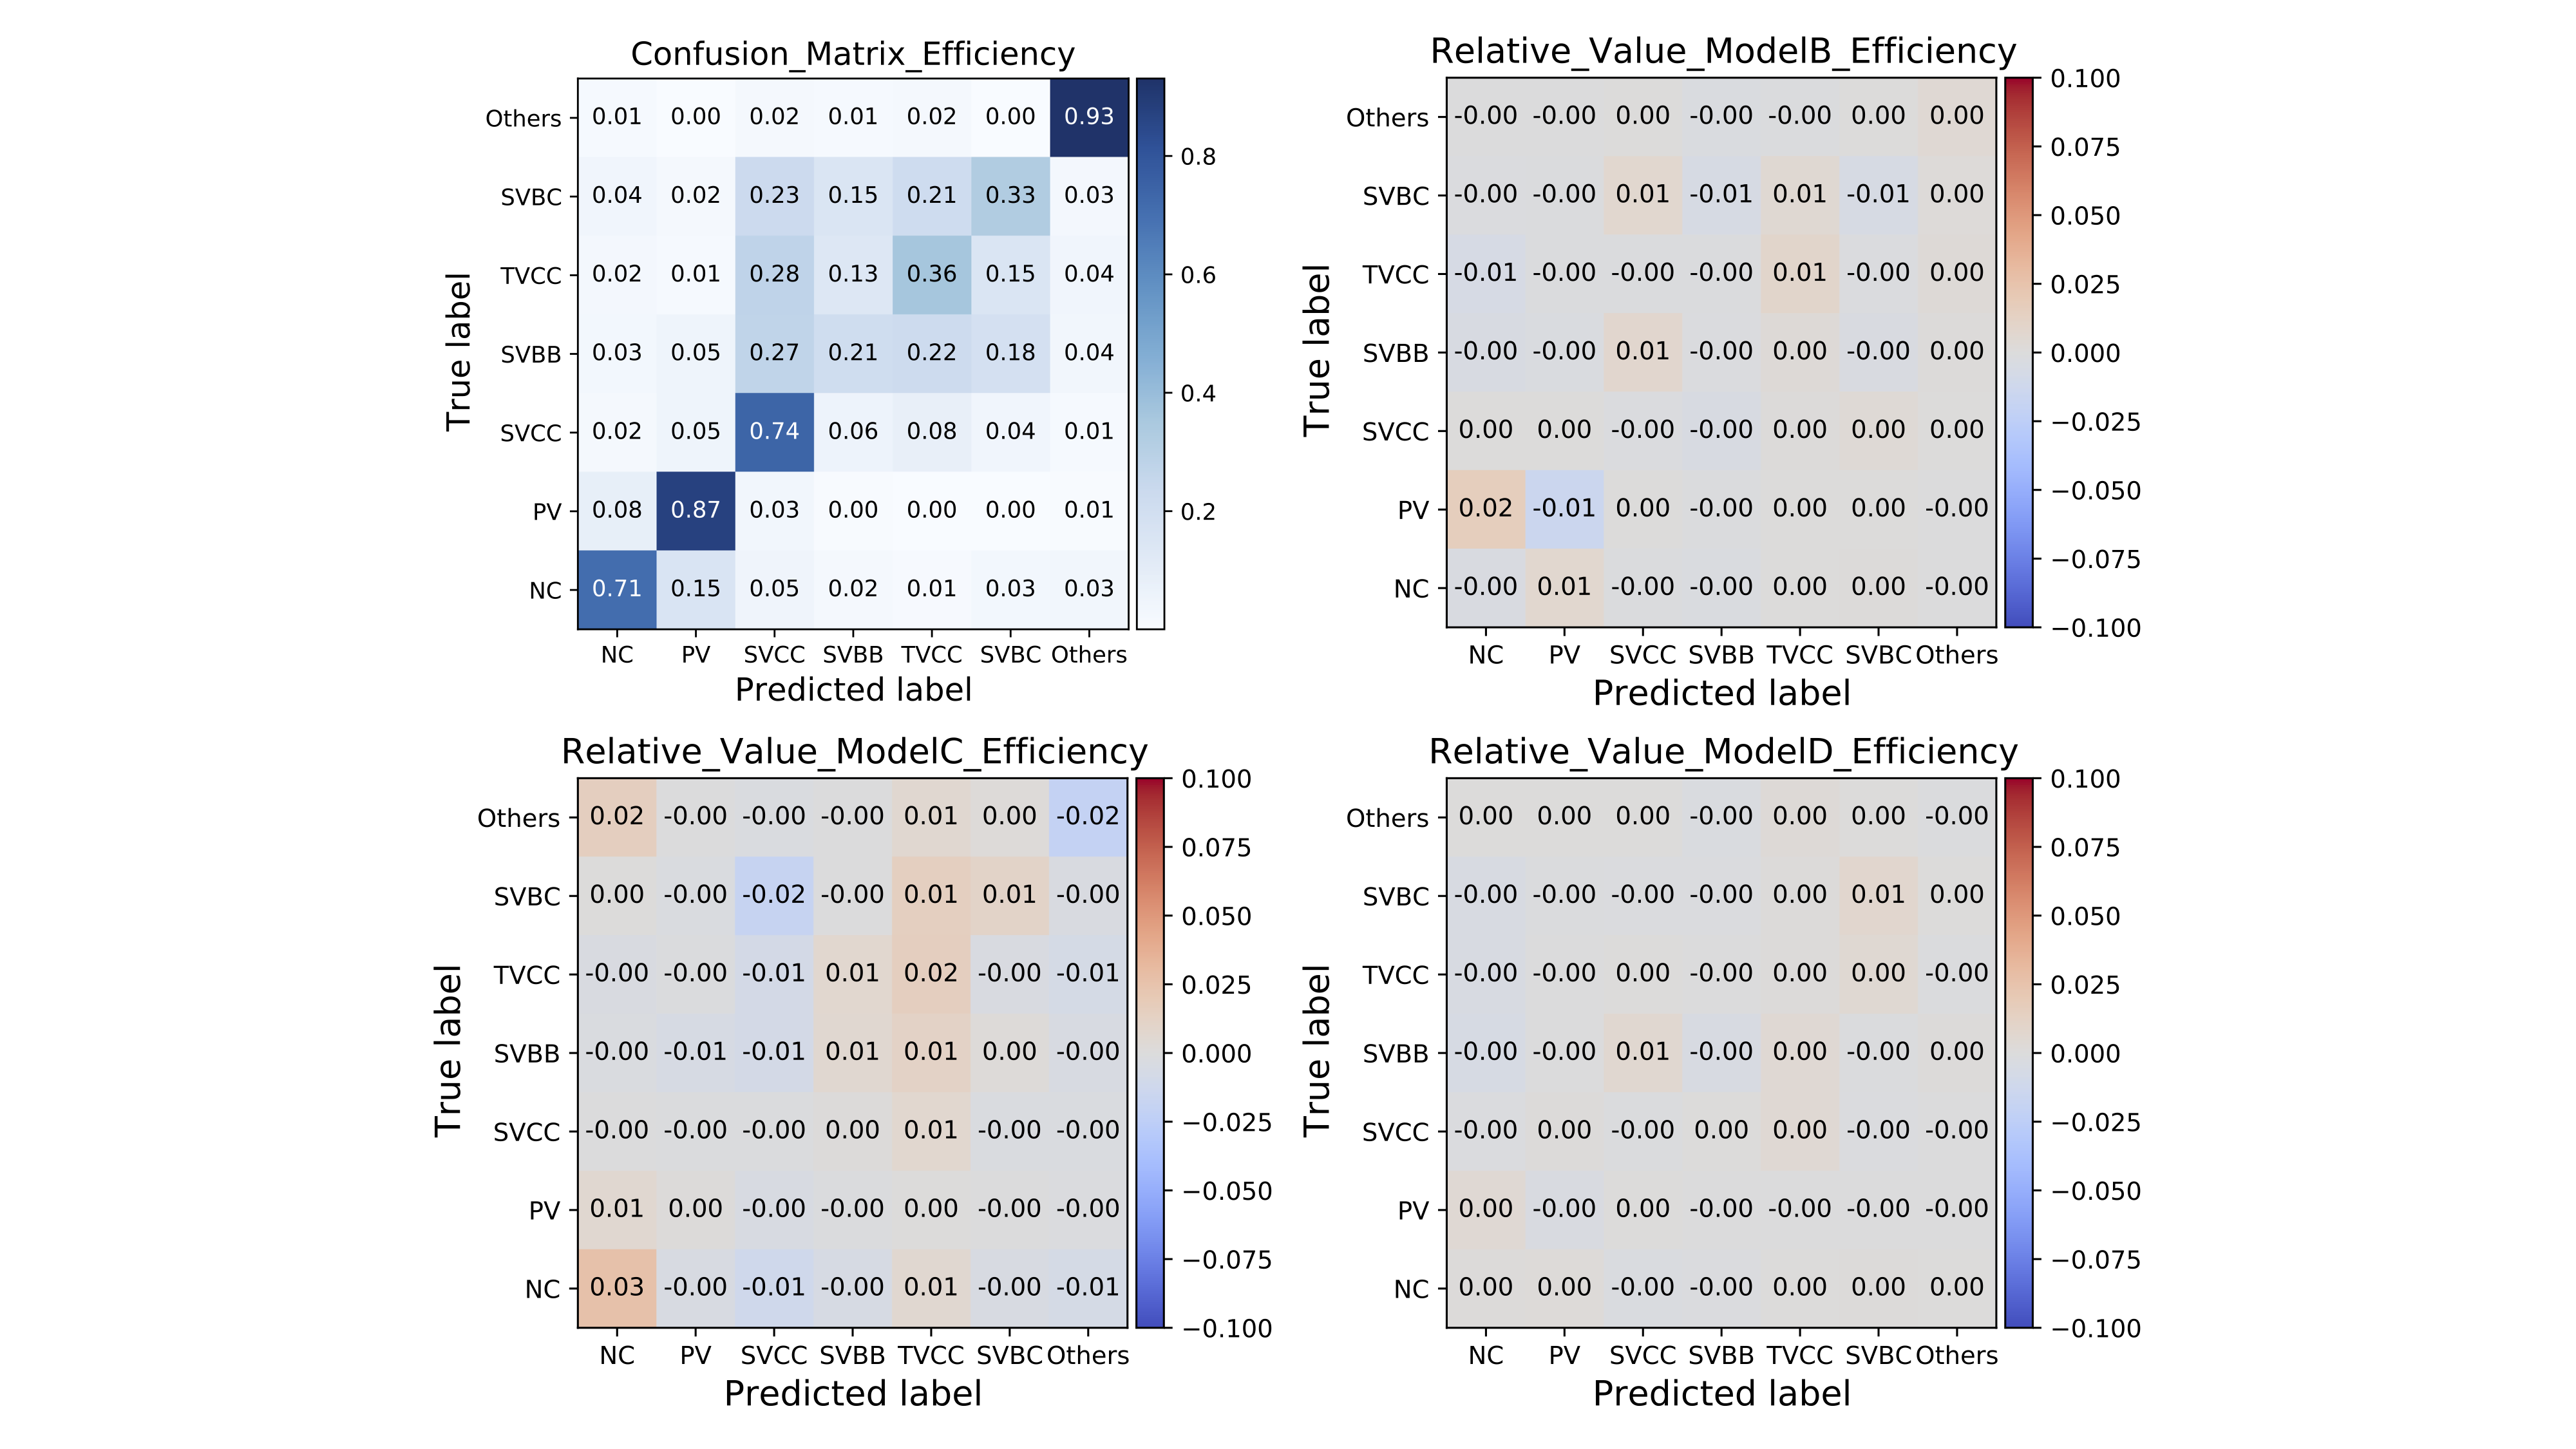 Confusion_Matrix_Efficiency
Others 0.01 0.00 0.02 0.01 0.02 0.00 0.93
SVBC 0.04 0.02 0.23 0.15 0.21 0.33 0.03
TVCC 0.02 0.01 0.28 0.13 0.36 0.15 0.04
SVBB 0.03 0.05 0.27 0.21 0.22 0.18 0.04
SVCC 0.02 0.05 0.74 0.06 0.08 0.04 0.01
PV 0.08 0.87 0.03 0.00 0.00 0.00 0.01
NC 0.71 0.15 0.05 0.02 0.01 0.03 0.03
NC PV SVCC SVBB TVCC SVBC Others
Predicted label
True label
0.8
0.6
0.4
0.2
Relative_Value_ModelB_Efficiency
Others -0.00 -0.00 0.00 -0.00 -0.00 0.00 0.00
SVBC -0.00 -0.00 0.01 -0.01 0.01 -0.01 0.00
TVCC -0.01 -0.00 -0.00 -0.00 0.01 -0.00 0.00
SVBB -0.00 -0.00 0.01 -0.00 0.00 -0.00 0.00
SVCC 0.00 0.00 -0.00 -0.00 0.00 0.00 0.00
PV 0.02 -0.01 0.00 -0.00 0.00 0.00 -0.00
NC -0.00 0.01 -0.00 -0.00 0.00 0.00 -0.00
NC PV SVCC SVBB TVCC SVBC Others
Predicted label
True label
0.100
0.075
0.050
0.025
0.000
−0.025
−0.050
−0.075
−0.100
Relative_Value_ModelC_Efficiency
Others 0.02 -0.00 -0.00 -0.00 0.01 0.00 -0.02
SVBC 0.00 -0.00 -0.02 -0.00 0.01 0.01 -0.00
TVCC -0.00 -0.00 -0.01 0.01 0.02 -0.00 -0.01
SVBB -0.00 -0.01 -0.01 0.01 0.01 0.00 -0.00
SVCC -0.00 -0.00 -0.00 0.00 0.01 -0.00 -0.00
PV 0.01 0.00 -0.00 -0.00 0.00 -0.00 -0.00
NC 0.03 -0.00 -0.01 -0.00 0.01 -0.00 -0.01
NC PV SVCC SVBB TVCC SVBC Others
Predicted label
True label
0.100
0.075
0.050
0.025
0.000
−0.025
−0.050
−0.075
−0.100
Relative_Value_ModelD_Efficiency
Others 0.00 0.00 0.00 -0.00 0.00 0.00 -0.00
SVBC -0.00 -0.00 -0.00 -0.00 0.00 0.01 0.00
TVCC -0.00 -0.00 0.00 -0.00 0.00 0.00 -0.00
SVBB -0.00 -0.00 0.01 -0.00 0.00 -0.00 0.00
SVCC -0.00 0.00 -0.00 0.00 0.00 -0.00 -0.00
PV 0.00 -0.00 0.00 -0.00 -0.00 -0.00 -0.00
NC 0.00 0.00 -0.00 -0.00 0.00 0.00 0.00
NC PV SVCC SVBB TVCC SVBC Others
Predicted label
True label
0.100
0.075
0.050
0.025
0.000
−0.025
−0.050
−0.075
−0.100